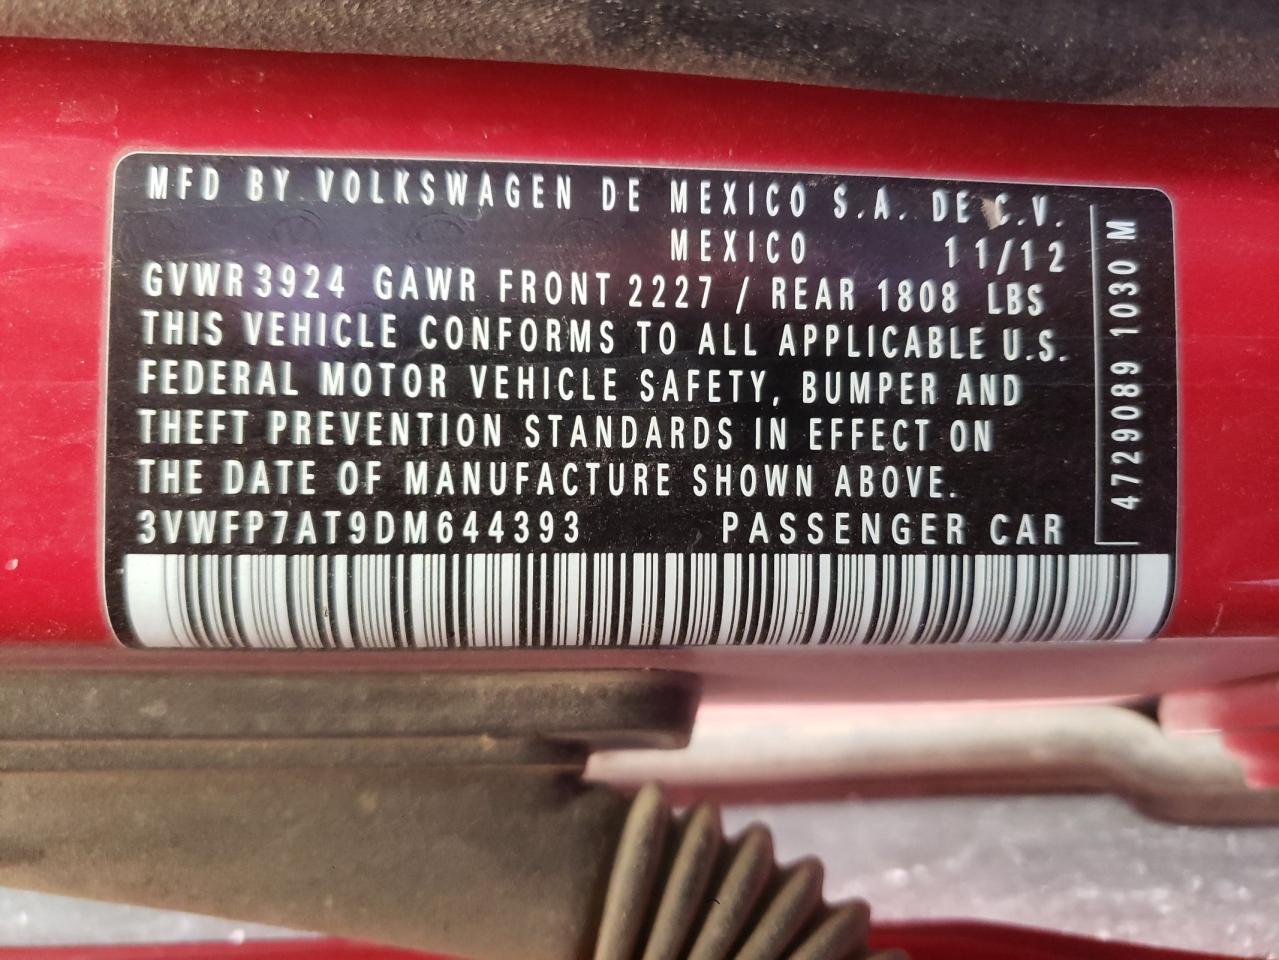 MFD BY VOLKSWAGEN DE MEXICO S.A. DE C.V.
MEXICO 11/12
GVWR 3924 GAWR FRONT 2227 / REAR 1808 LBS
THIS VEHICLE CONFORMS TO ALL APPLICABLE U.S.
FEDERAL MOTOR VEHICLE SAFETY, BUMPER AND
THEFT PREVENTION STANDARDS IN EFFECT ON
THE DATE OF MANUFACTURE SHOWN ABOVE.
3VWFP7AT9DM644393 PASSENGER CAR
4729089 1030 M